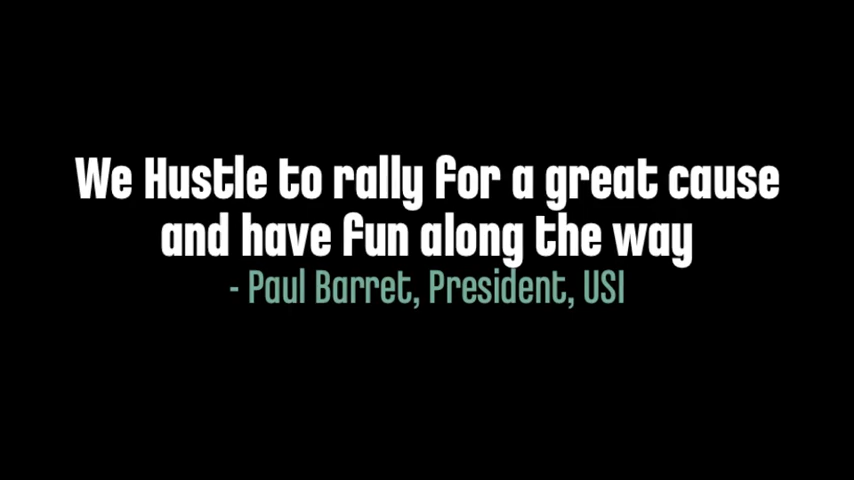 We Hustle to rally for a great cause
and have fun along the way
- Paul Barret, President, USI